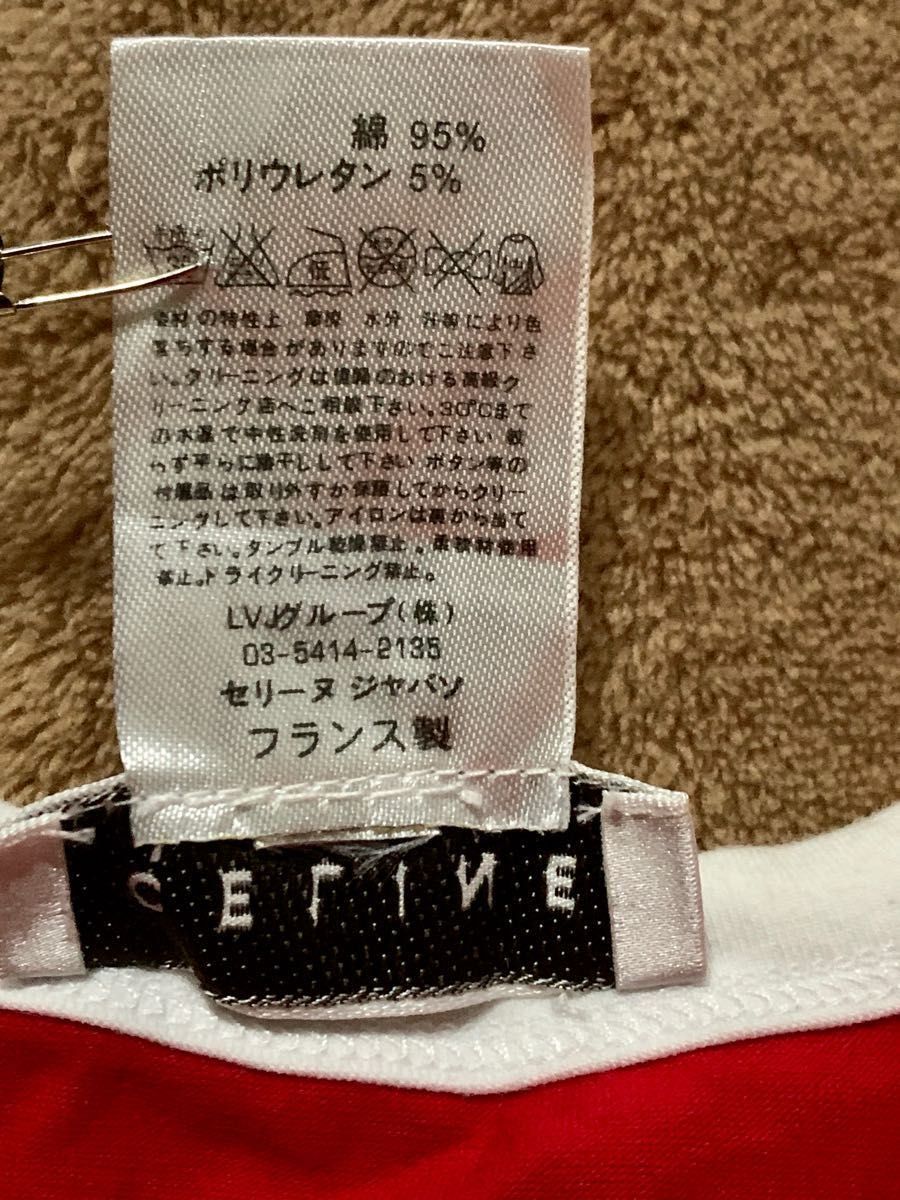 綿 95%
ポリウレタン 5%
低
素材の特性上 摩擦 水分 汗等により色
落ちする場合がありますのでご注意下さ
い。クリーニングは信頼のおける高級ク
リーニング店へご相談下さい。30℃まで
の水温で中性洗剤を使用して下さい 絞
らず平らに陰干しして下さい ボタン等の
付属品は取り外すか保護してからクリー
ニングして下さい。アイロンは裏から当て
て下さい。タンブル乾燥禁止。柔軟材使用
禁止。ドライクリーニング禁止。
LVJグループ(株)
03-5414-2135
セリーヌ ジヤパン
フランス製
CELINE